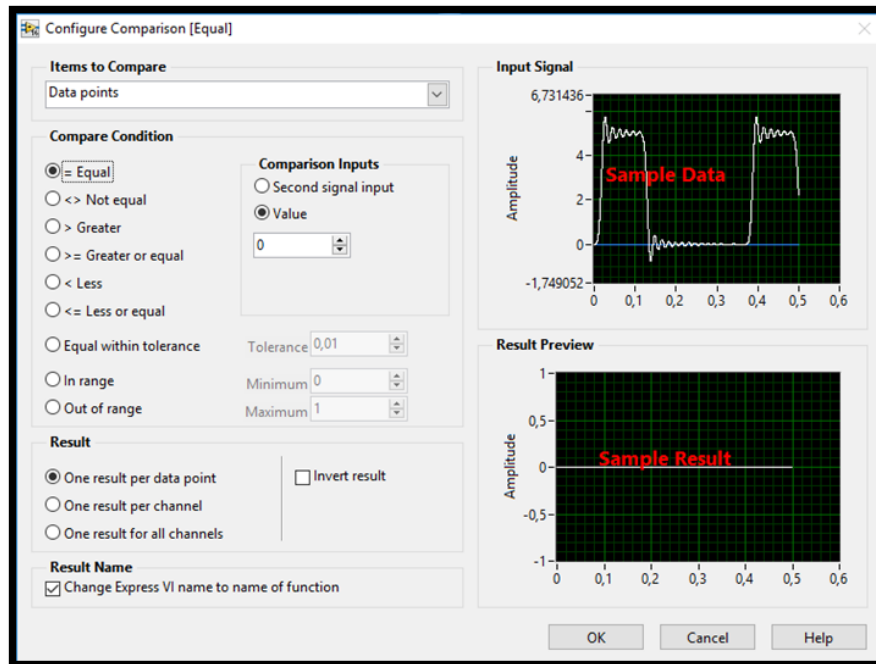 Configure Comparison [Equal]
Items to Compare
Data points
Compare Condition
= Equal
<> Not equal
> Greater
>= Greater or equal
< Less
<= Less or equal
Equal within tolerance
In range
Out of range
Comparison Inputs
Second signal input
Value
0
Tolerance 0,01
Minimum 0
Maximum 1
Result
One result per data point
One result per channel
One result for all channels
Invert result
Result Name
Change Express VI name to name of function
Input Signal
6,731436
4
2
0
-1,749052
Amplitude
Sample Data
0 0,1 0,2 0,3 0,4 0,5 0,6
Result Preview
1
0,5
0
-0,5
-1
Amplitude
Sample Result
0 0,1 0,2 0,3 0,4 0,5 0,6
OK Cancel Help